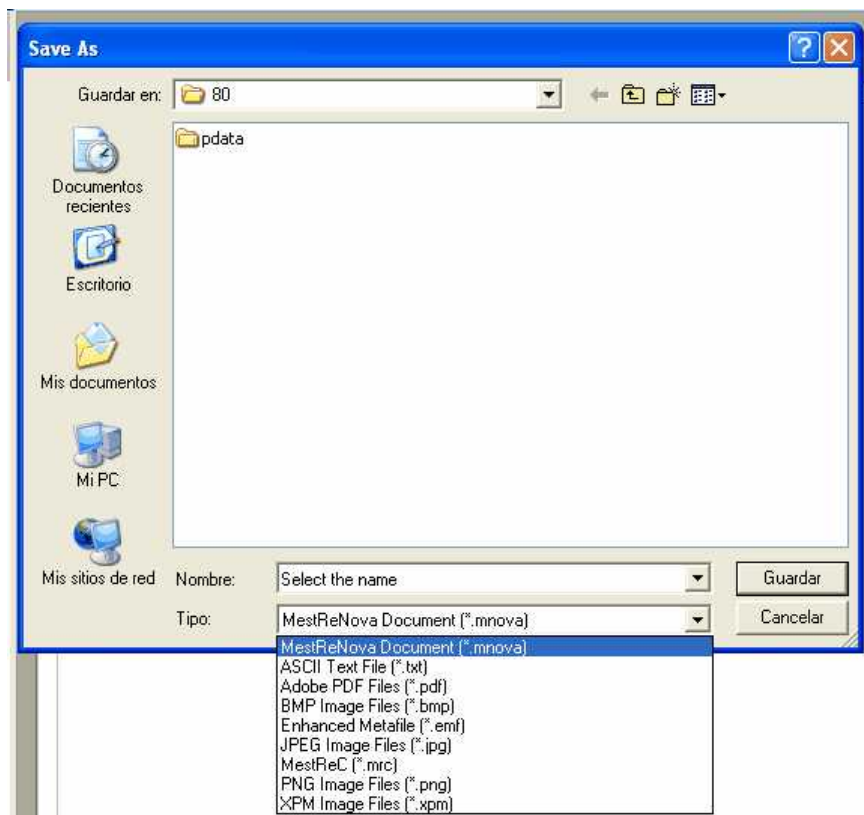 Save As
Guardar en:
80
pdata
Documentos
recientes
Escritorio
Mis documentos
Mi PC
Mis sitios de red
Nombre:
Select the name
Guardar
Tipo:
MestReNova Document (*.mnova)
Cancelar
MestReNova Document (*.mnova)
ASCII Text File (*.txt)
Adobe PDF Files (*.pdf)
BMP Image Files (*.bmp)
Enhanced Metafile (*.emf)
JPEG Image Files (*.jpg)
MestReC (*.mrc)
PNG Image Files (*.png)
XPM Image Files (*.xpm)